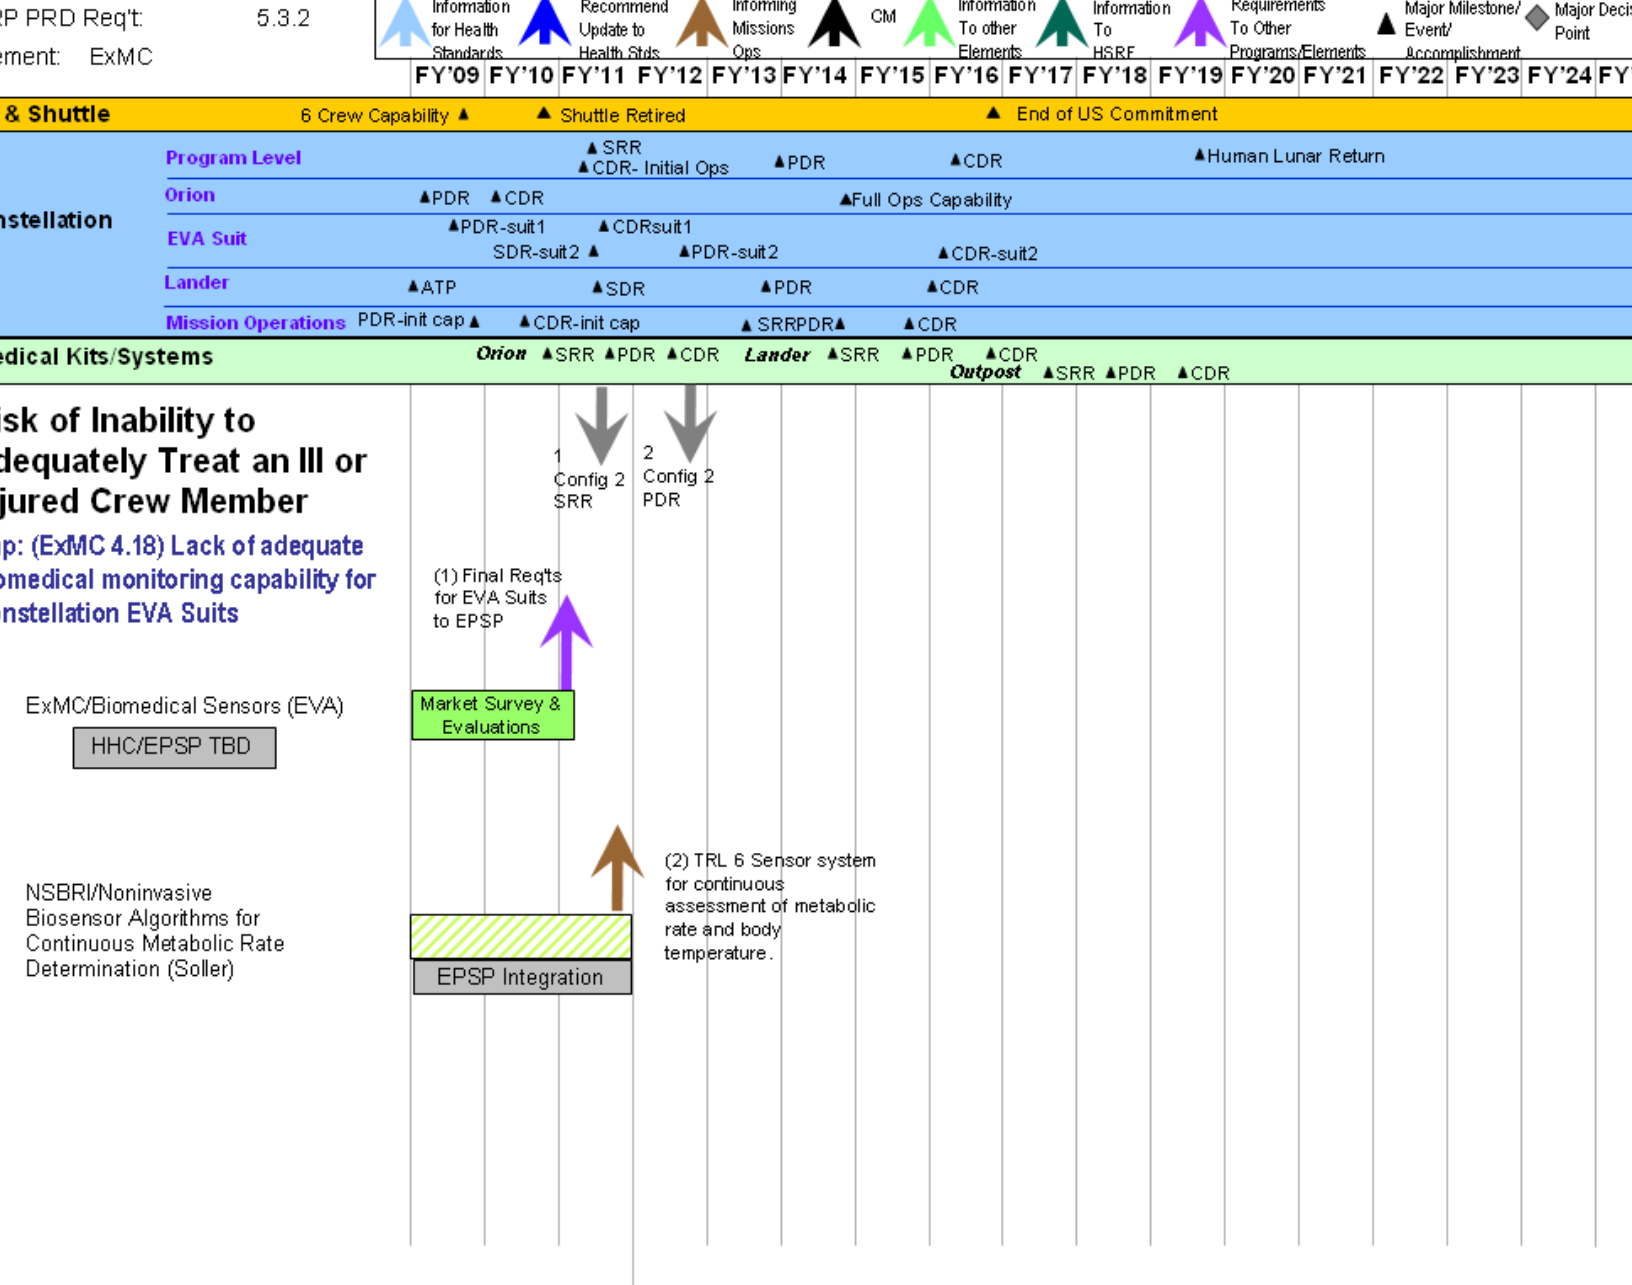 RP PRD Req't: 5.3.2
ement: ExMC
Information
for Health
Standards
Recommend
Update to
Health Stds
Informing
Missions
Ops
CM
Information
To other
Elements
Information
To
HSRF
Requirements
To Other
Programs/Elements
Major Milestone/
Event/
Accomplishment
Major Decis
Point
FY'09 FY'10 FY'11 FY'12 FY'13 FY'14 FY'15 FY'16 FY'17 FY'18 FY'19 FY'20 FY'21 FY'22 FY'23 FY'24 FY'
& Shuttle 6 Crew Capability ▲ ▲ Shuttle Retired ▲ End of US Commitment
nstellation
Program Level ▲ SRR
▲CDR- Initial Ops ▲PDR ▲CDR ▲Human Lunar Return
Orion ▲PDR ▲CDR ▲Full Ops Capability
EVA Suit ▲PDR-suit1 ▲CDRsuit1
SDR-suit2 ▲ ▲PDR-suit2 ▲CDR-suit2
Lander ▲ATP ▲SDR ▲PDR ▲CDR
Mission Operations PDR-init cap▲ ▲CDR-init cap ▲ SRRPDR▲ ▲CDR
edical Kits/Systems Orion ▲SRR ▲PDR ▲CDR Lander ▲SRR ▲PDR ▲CDR
Outpost ▲SRR ▲PDR ▲CDR
isk of Inability to
dequately Treat an Ill or
jured Crew Member
1
Config 2
SRR
2
Config 2
PDR
ap: (ExMC 4.18) Lack of adequate
omedical monitoring capability for
onstellation EVA Suits
(1) Final Req'ts
for EVA Suits
to EPSP
ExMC/Biomedical Sensors (EVA)
HHC/EPSP TBD
Market Survey &
Evaluations
NSBRI/Noninvasive
Biosensor Algorithms for
Continuous Metabolic Rate
Determination (Soller)
(2) TRL 6 Sensor system
for continuous
assessment of metabolic
rate and body
temperature.
EPSP Integration